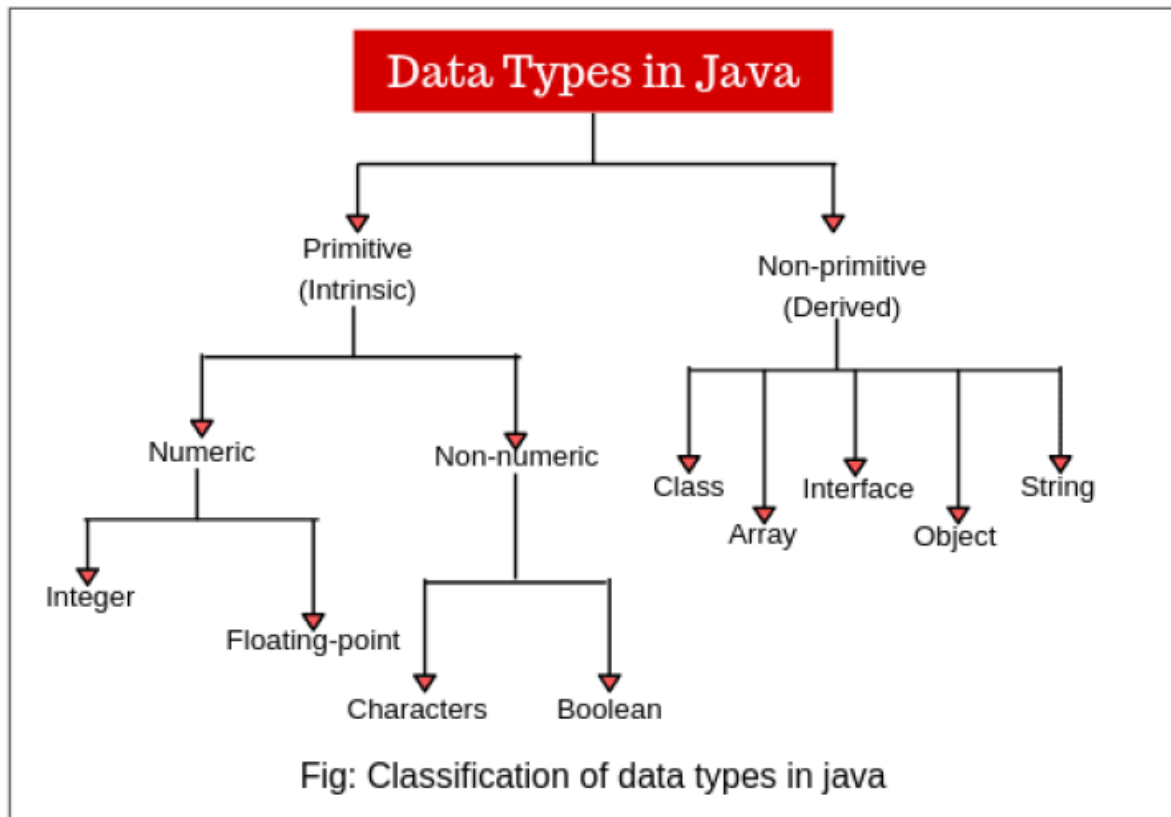 Data Types in Java
Primitive
(Intrinsic)
Non-primitive
(Derived)
Numeric
Non-numeric
Class
Array
Interface
Object
String
Integer
Floating-point
Characters
Boolean
Fig: Classification of data types in java